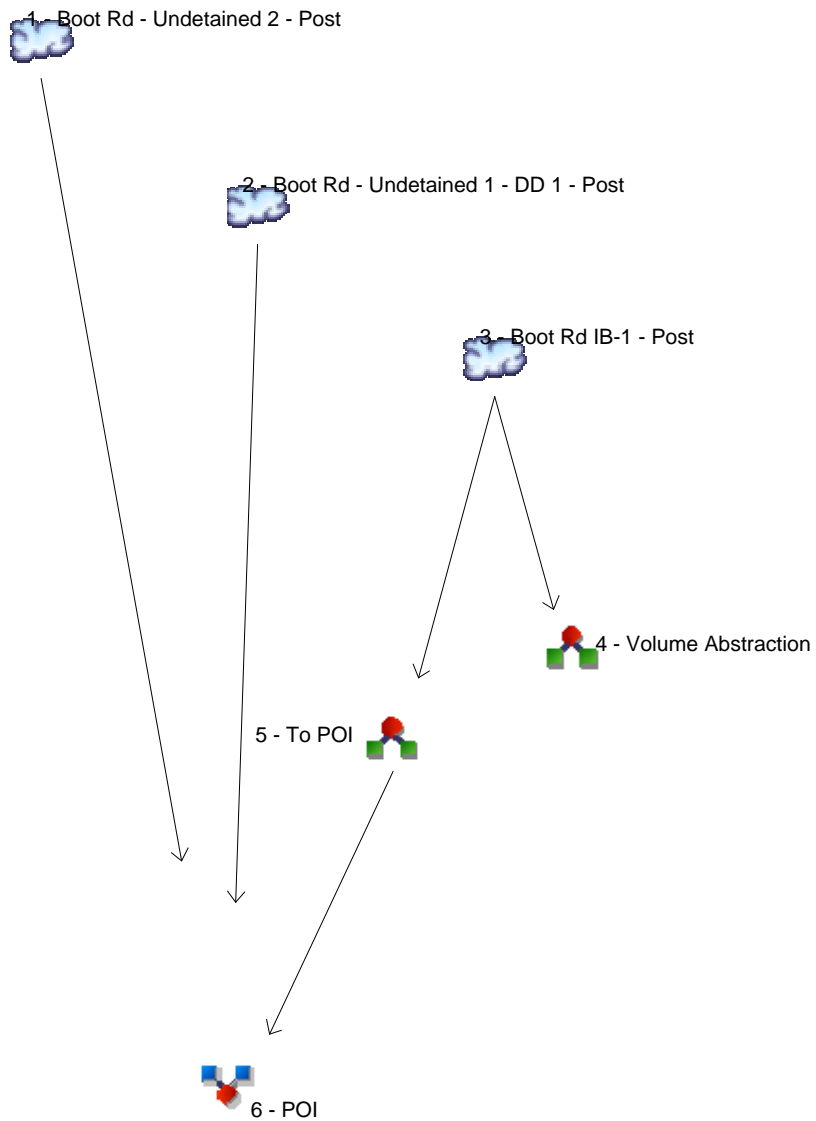 1 - Boot Rd - Undetained 2 - Post
2 - Boot Rd - Undetained 1 - DD 1 - Post
3 - Boot Rd IB-1 - Post
4 - Volume Abstraction
5 - To POI
6 - POI